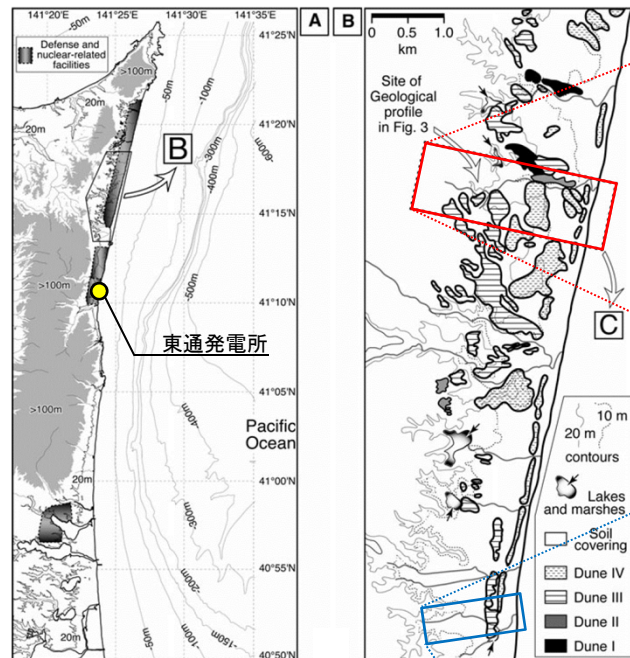 141°20'E
141°25'E
141°30'E
141°35'E
A
B
41°25'N
41°20'N
41°15'N
41°10'N
41°05'N
41°00'N
40°55'N
40°50'N
Defense and
nuclear-related
facilities
-50m
>100m
20m
20m
-50m
-100m
-300m
-400m
-600m
B
-500m
>100m
>100m
東通発電所
-400m
Pacific
Ocean
20m
20m
-300m
-200m
-150m
-100m
-50m
20m
0
0.5
1.0
km
Site of
Geological
profile
in Fig. 3
C
10 m
20 m
contours
Lakes
and marshes
Soil
covering
Dune IV
Dune III
Dune II
Dune I